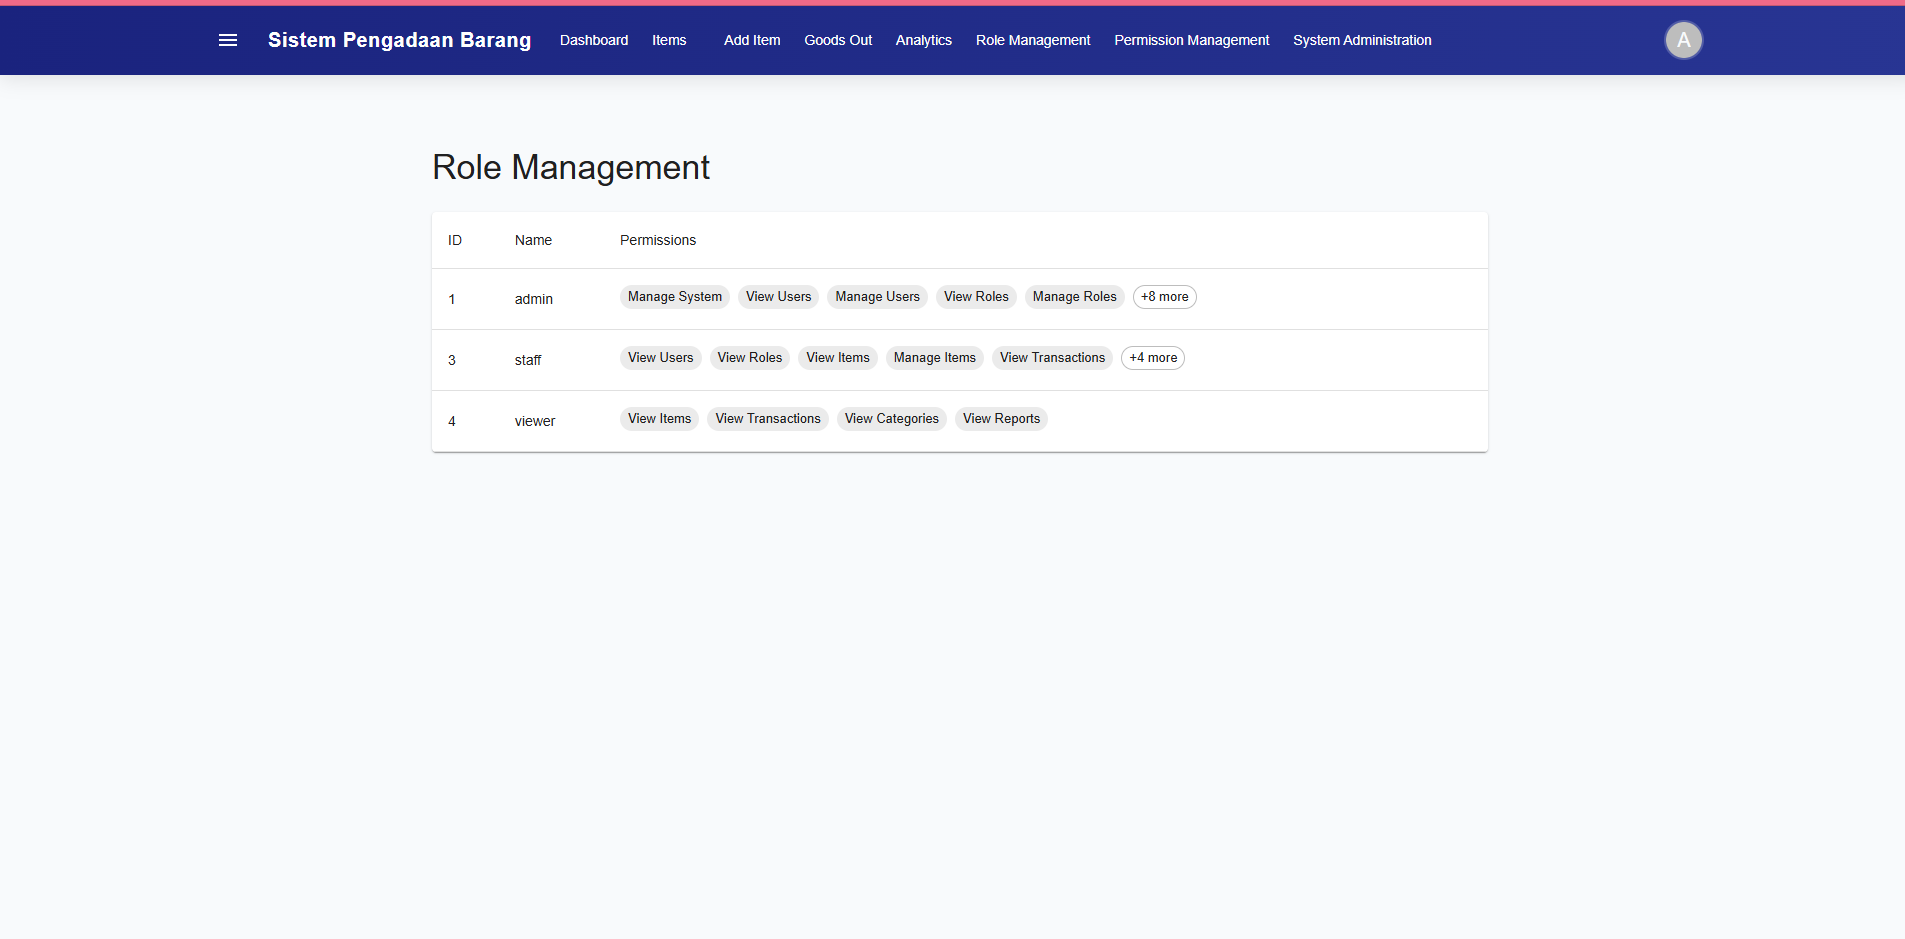 Sistem Pengadaan Barang Dashboard Items Add Item Goods Out Analytics Role Management Permission Management System Administration A
Role Management
ID Name Permissions
1 admin Manage System View Users Manage Users View Roles Manage Roles +8 more
3 staff View Users View Roles View Items Manage Items View Transactions +4 more
4 viewer View Items View Transactions View Categories View Reports